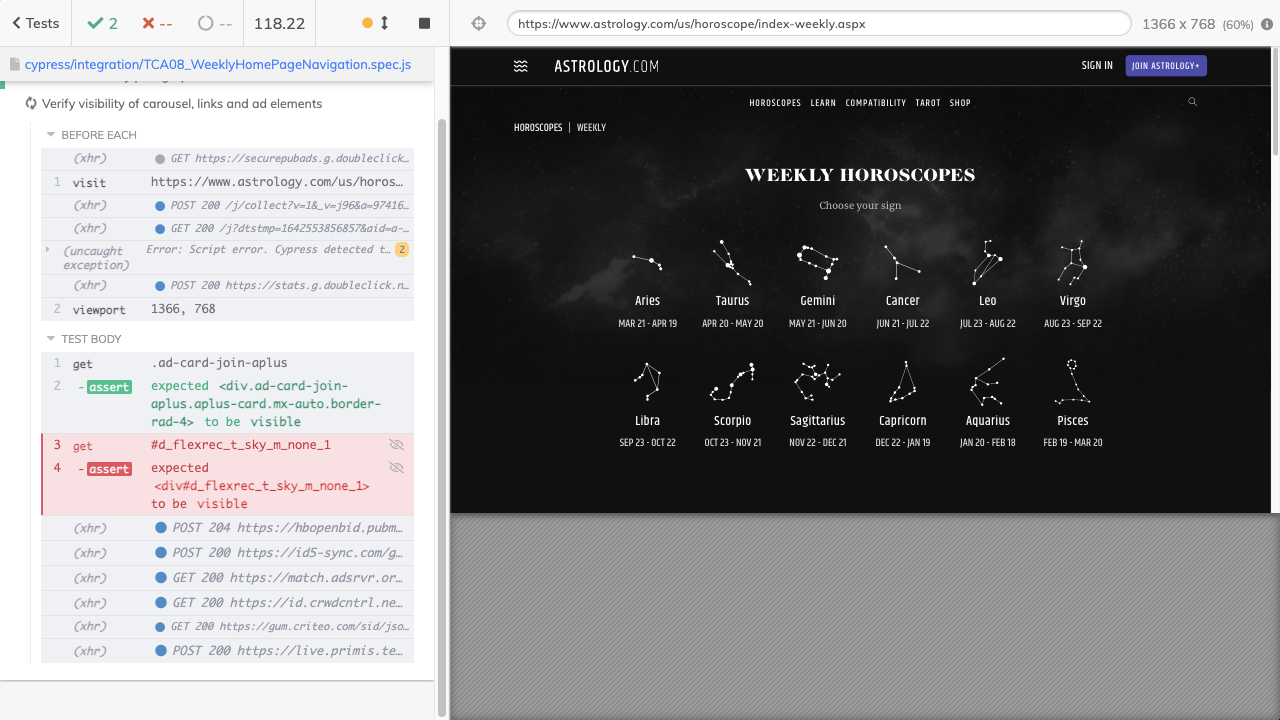 Tests
2
--
--
118.22
cypress/integration/TCA08_WeeklyHomePageNavigation.spec.js
Verify visibility of carousel, links and ad elements
BEFORE EACH
(xhr) GET https://securepubads.g.doubleclick...
1 visit https://www.astrology.com/us/horos...
(xhr) POST 200 /j/collect?v=1&_v=j96&a=97416...
(xhr) GET 200 /j?dtstmp=1642553856857&aid=a-...
(uncaught exception) Error: Script error. Cypress detected t... 2
(xhr) POST 200 https://stats.g.doubleclick.n...
2 viewport 1366, 768
TEST BODY
1 get .ad-card-join-aplus
2 -assert expected <div.ad-card-join-
aplus.aplus-card.mx-auto.border-
rad-4> to be visible
3 get #d_flexrec_t_sky_m_none_1
4 -assert expected
<div#d_flexrec_t_sky_m_none_1>
to be visible
(xhr) POST 204 https://hbopenbid.pubm...
(xhr) POST 200 https://id5-sync.com/g...
(xhr) GET 200 https://match.adsrvr.or...
(xhr) GET 200 https://id.crwdcntrl.ne...
(xhr) GET 200 https://gum.criteo.com/sid/jso...
(xhr) POST 200 https://live.primis.te...
https://www.astrology.com/us/horoscope/index-weekly.aspx
1366 x 768 (60%)
ASTROLOGY.COM
SIGN IN
JOIN ASTROLOGY+
HOROSCOPES LEARN COMPATIBILITY TAROT SHOP
HOROSCOPES | WEEKLY
WEEKLY HOROSCOPES
Choose your sign
Aries Taurus Gemini Cancer Leo Virgo
MAR 21 - APR 19 APR 20 - MAY 20 MAY 21 - JUN 20 JUN 21 - JUL 22 JUL 23 - AUG 22 AUG 23 - SEP 22
Libra Scorpio Sagittarius Capricorn Aquarius Pisces
SEP 23 - OCT 22 OCT 23 - NOV 21 NOV 22 - DEC 21 DEC 22 - JAN 19 JAN 20 - FEB 18 FEB 19 - MAR 20